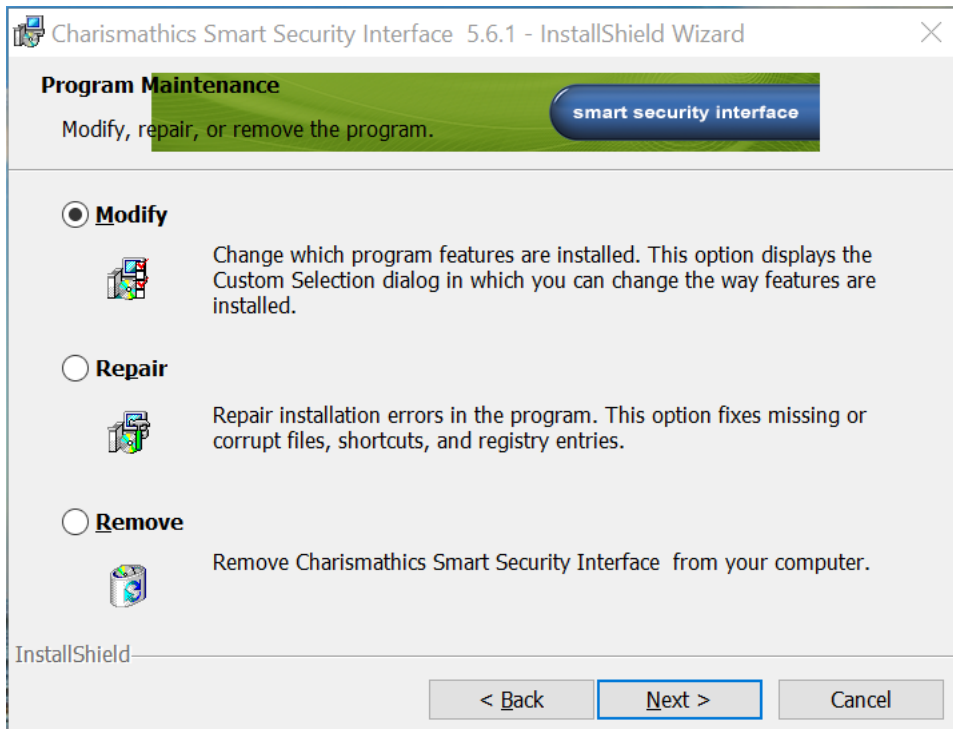 Charismathics Smart Security Interface  5.6.1 - InstallShield Wizard
Program Maintenance
smart security interface
Modify, repair, or remove the program.
Modify
Change which program features are installed. This option displays the
Custom Selection dialog in which you can change the way features are
installed.
Repair
Repair installation errors in the program. This option fixes missing or
corrupt files, shortcuts, and registry entries.
Remove
Remove Charismathics Smart Security Interface  from your computer.
InstallShield
< Back
Next >
Cancel